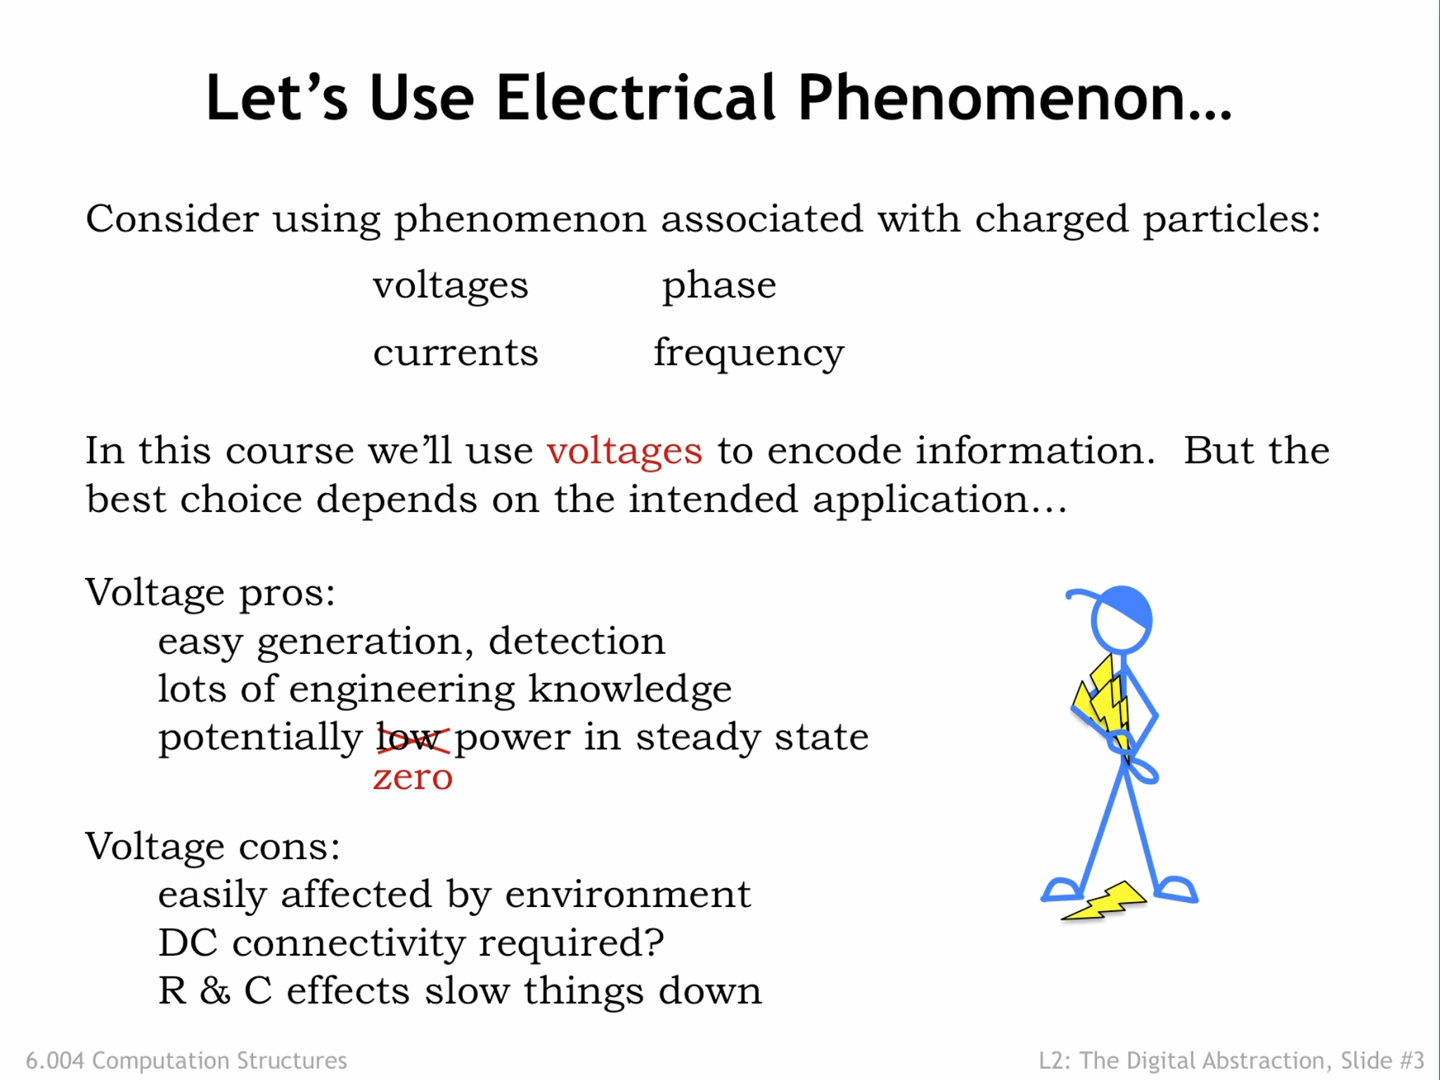 Let’s Use Electrical Phenomenon…
Consider using phenomenon associated with charged particles:
voltages phase
currents frequency
In this course we’ll use voltages to encode information. But the
best choice depends on the intended application…
Voltage pros:
easy generation, detection
lots of engineering knowledge
potentially low power in steady state
zero
Voltage cons:
easily affected by environment
DC connectivity required?
R & C effects slow things down
6.004 Computation Structures
L2: The Digital Abstraction, Slide #3